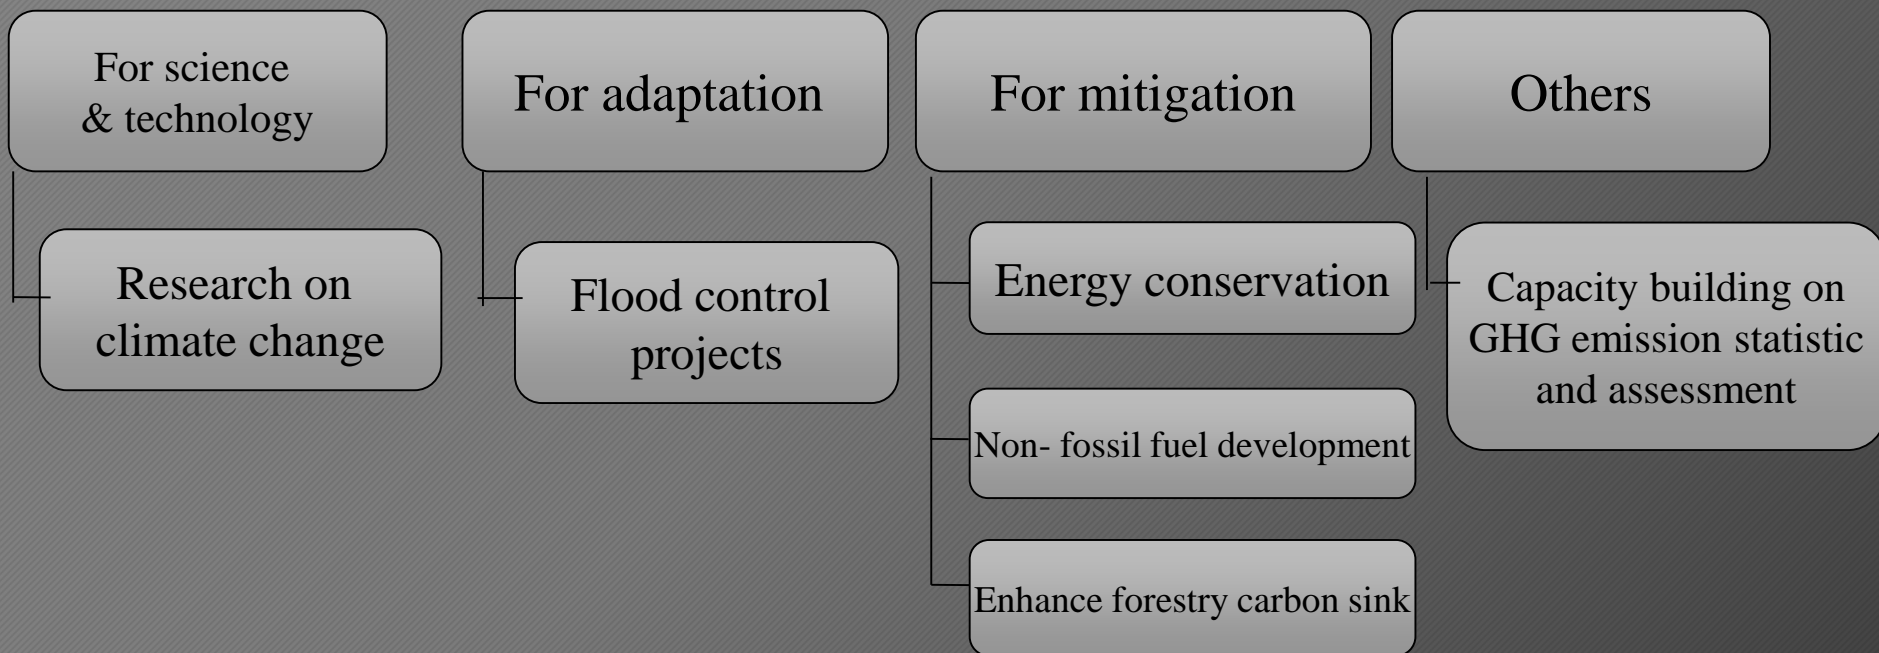 For science
& technology
Research on
climate change
For adaptation
Flood control
projects
For mitigation
Energy conservation
Non- fossil fuel development
Enhance forestry carbon sink
Others
Capacity building on
GHG emission statistic
and assessment